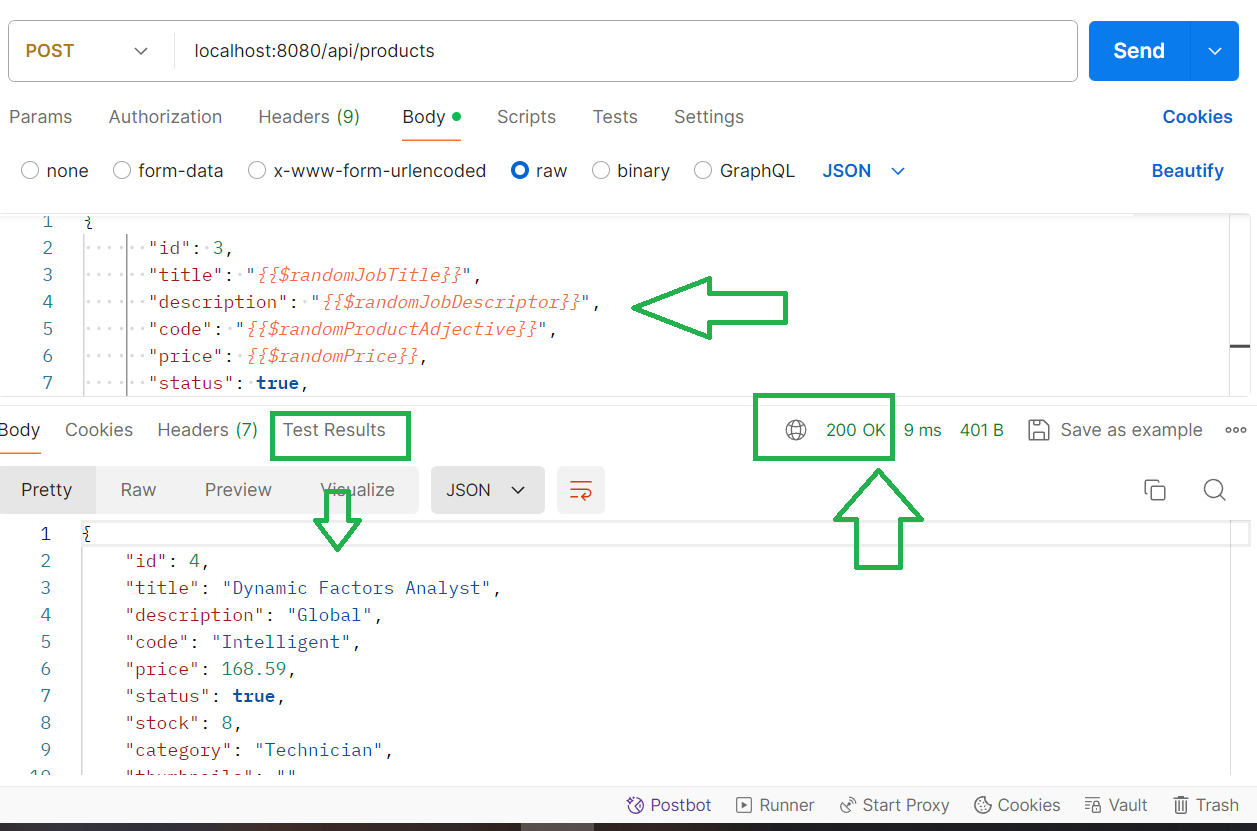 POST localhost:8080/api/products Send
Params Authorization Headers (9) Body Scripts Tests Settings Cookies
none form-data x-www-form-urlencoded raw binary GraphQL JSON Beautify
1 {
2 "id": 3,
3 "title": "{{$randomJobTitle}}",
4 "description": "{{$randomJobDescriptor}}",
5 "code": "{{$randomProductAdjective}}",
6 "price": {{$randomPrice}},
7 "status": true,
Body Cookies Headers (7) Test Results 200 OK 9 ms 401 B Save as example
Pretty Raw Preview Visualize JSON
1 {
2 "id": 4,
3 "title": "Dynamic Factors Analyst",
4 "description": "Global",
5 "code": "Intelligent",
6 "price": 168.59,
7 "status": true,
8 "stock": 8,
9 "category": "Technician",
Postbot Runner Start Proxy Cookies Vault Trash